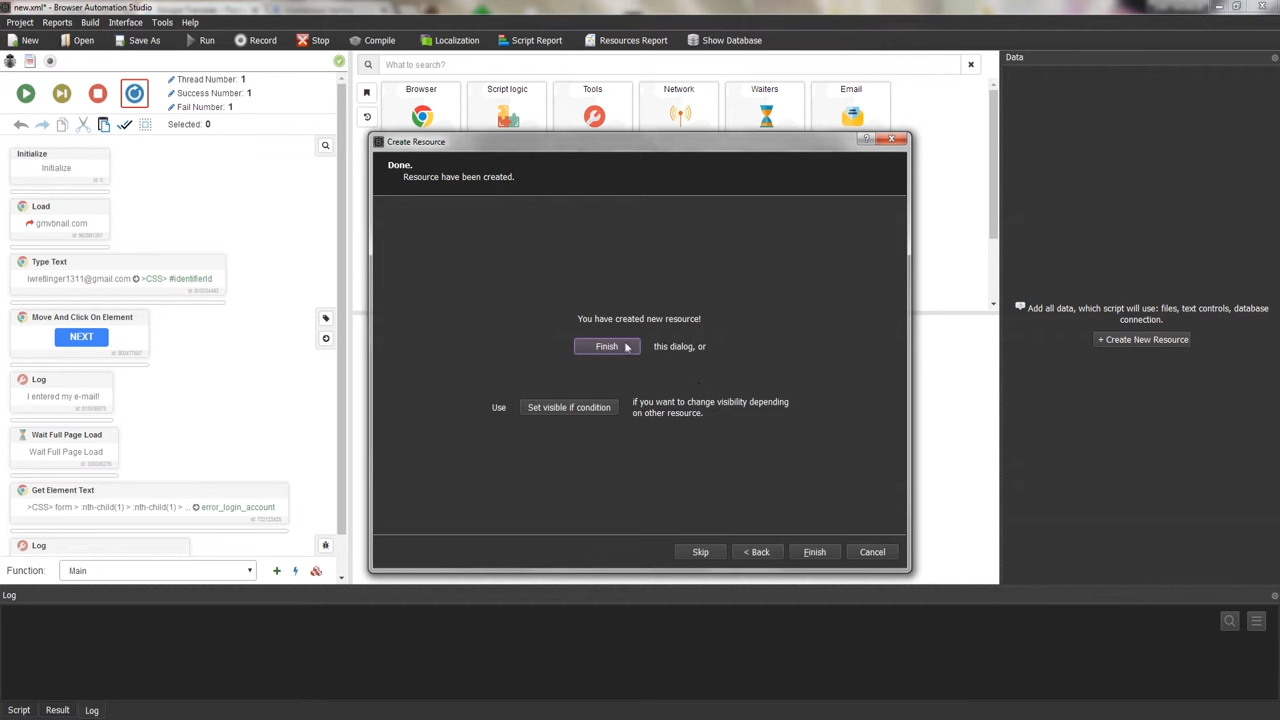 new.xml* - Browser Automation Studio
Project Reports Build Interface Tools Help
New Open Save As Run Record Stop Compile Localization Script Report Resources Report Show Database
Thread Number: 1
Success Number: 1
Fail Number: 1
Selected: 0
What to search?
Browser Script logic Tools Network Waiters Email
Data
Initialize
Initialize
Load
gmvbnail.com
Type Text
iwretlinger1311@gmail.com >CSS> #identifierId
Move And Click On Element
NEXT
Log
I entered my e-mail!
Wait Full Page Load
Wait Full Page Load
Get Element Text
>CSS> form > :nth-child(1) > :nth-child(1) > ... error_login_account
Log
Function: Main
Create Resource
Done.
Resource have been created.
You have created new resource!
Finish this dialog, or
Use Set visible if condition if you want to change visibility depending
on other resource.
Skip < Back Finish Cancel
Add all data, which script will use: files, text controls, database
connection.
+ Create New Resource
Log
Script Result Log